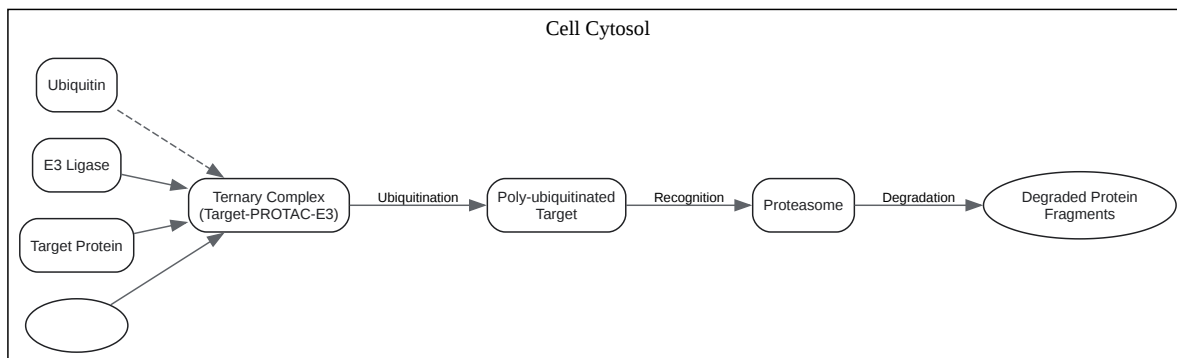 Cell Cytosol
Ubiquitin
E3 Ligase
Target Protein
Ternary Complex
(Target-PROTAC-E3)
Ubiquitination
Poly-ubiquitinated
Target
Recognition
Proteasome
Degradation
Degraded Protein
Fragments